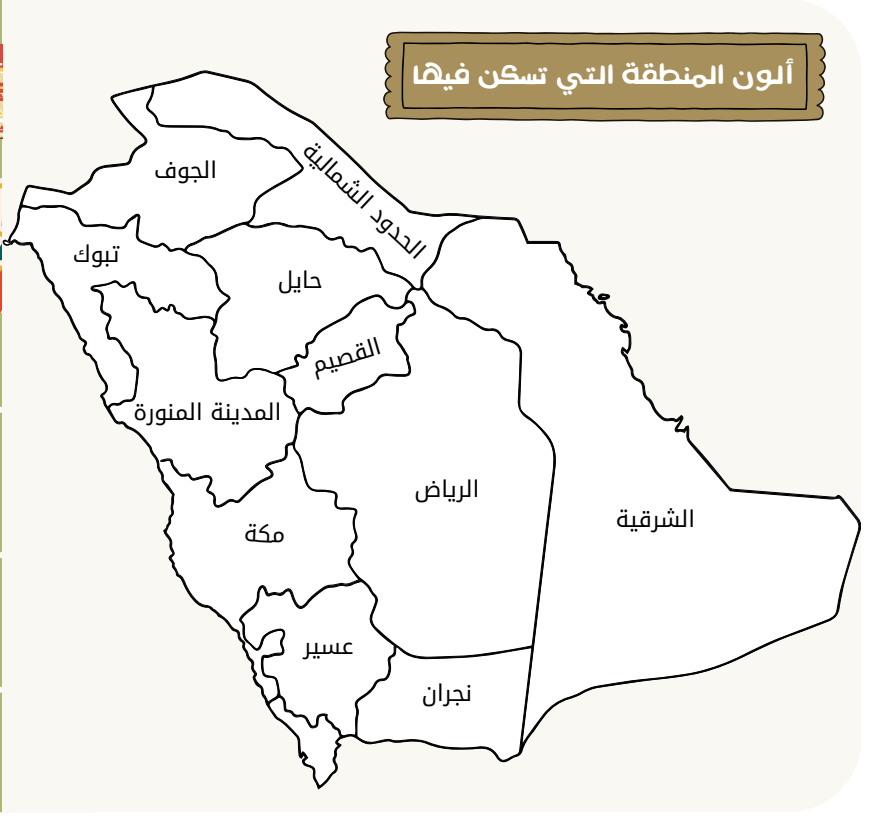 ألون المنطقة التي تسكن فيها
الجوف
الحدود الشمالية
تبوك
حايل
القصيم
المدينة المنورة
الرياض
الشرقية
مكة
عسير
نجران